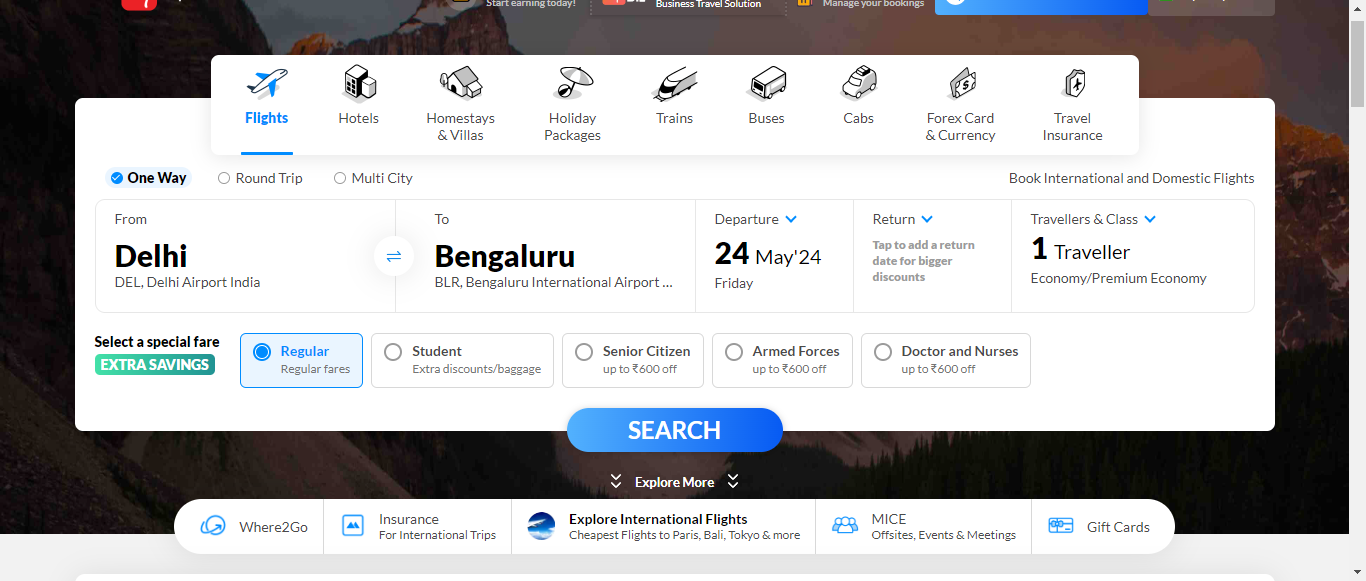 Start earning today!
Business Travel Solution
Manage your bookings
Flights
Hotels
Homestays
& Villas
Holiday
Packages
Trains
Buses
Cabs
Forex Card
& Currency
Travel
Insurance
One Way
Round Trip
Multi City
Book International and Domestic Flights
From
Delhi
DEL, Delhi Airport India
To
Bengaluru
BLR, Bengaluru International Airport ...
Departure
24 May'24
Friday
Return
Tap to add a return
date for bigger
discounts
Travellers & Class
1 Traveller
Economy/Premium Economy
Select a special fare
EXTRA SAVINGS
Regular
Regular fares
Student
Extra discounts/baggage
Senior Citizen
up to ₹600 off
Armed Forces
up to ₹600 off
Doctor and Nurses
up to ₹600 off
SEARCH
Explore More
Where2Go
Insurance
For International Trips
Explore International Flights
Cheapest Flights to Paris, Bali, Tokyo & more
MICE
Offsites, Events & Meetings
Gift Cards